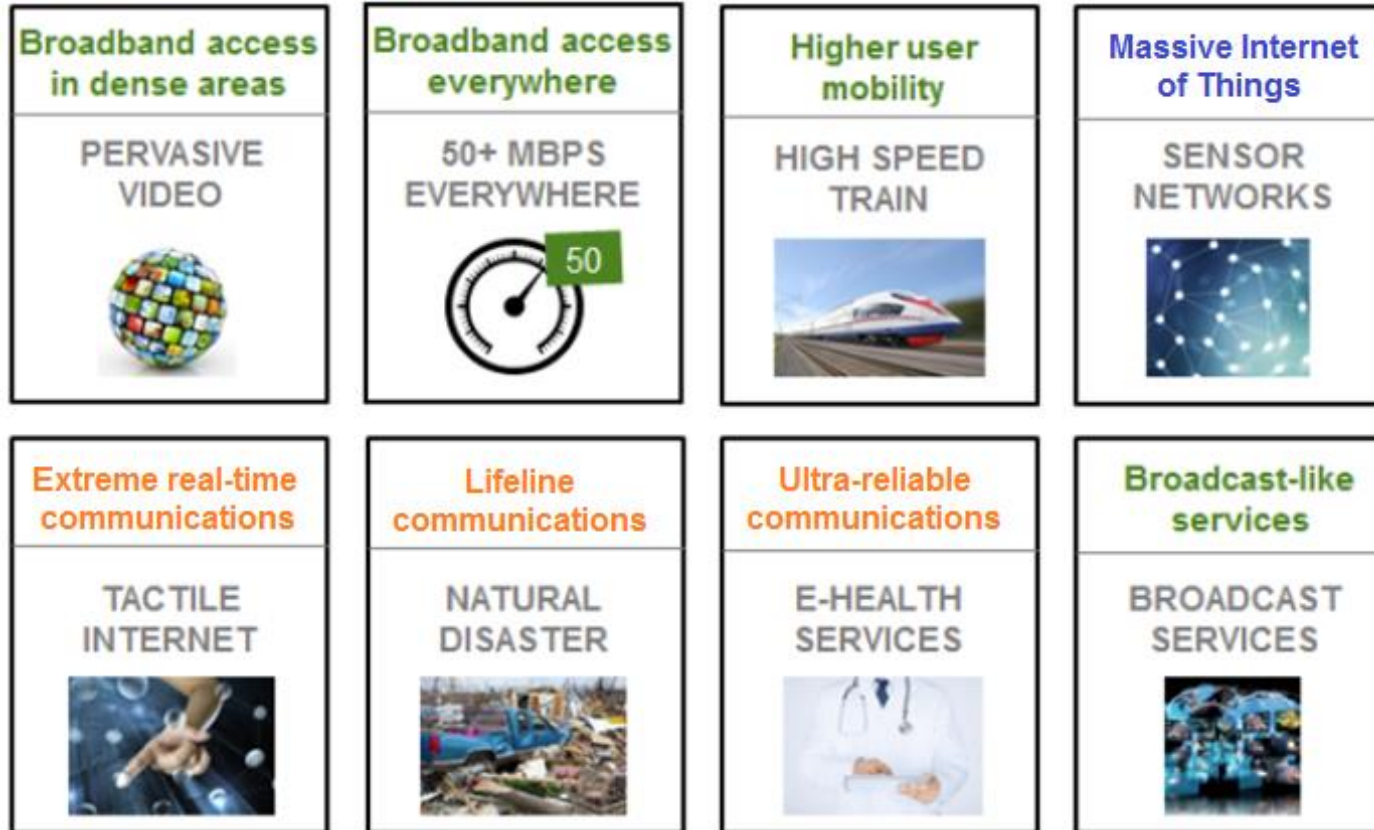 Broadband access
in dense areas
PERVASIVE
VIDEO
Broadband access
everywhere
50+ MBPS
EVERYWHERE
50
Higher user
mobility
HIGH SPEED
TRAIN
Massive Internet
of Things
SENSOR
NETWORKS
Extreme real-time
communications
TACTILE
INTERNET
Lifeline
communications
NATURAL
DISASTER
Ultra-reliable
communications
E-HEALTH
SERVICES
Broadcast-like
services
BROADCAST
SERVICES